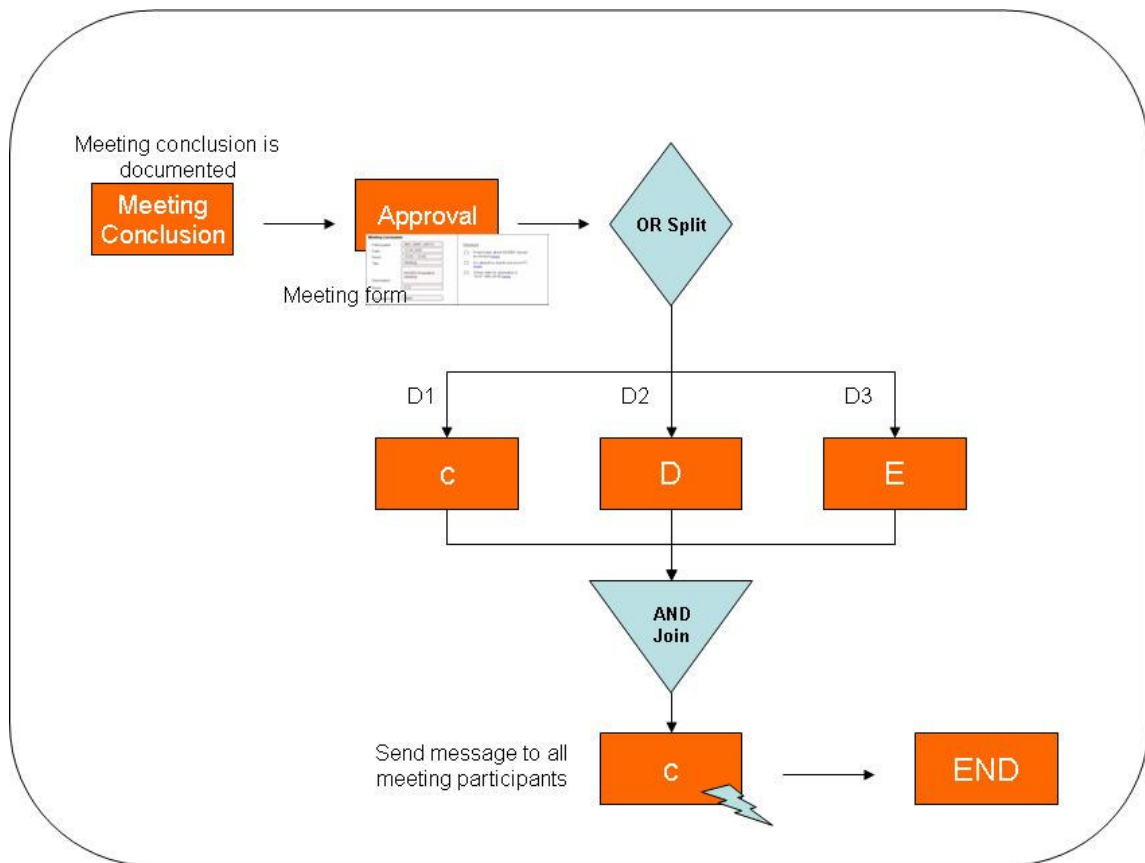 Meeting conclusion is
documented
Meeting
Conclusion
Approval
Meeting form
OR Split
D1
D2
D3
c
D
E
AND
Join
Send message to all
meeting participants
c
END